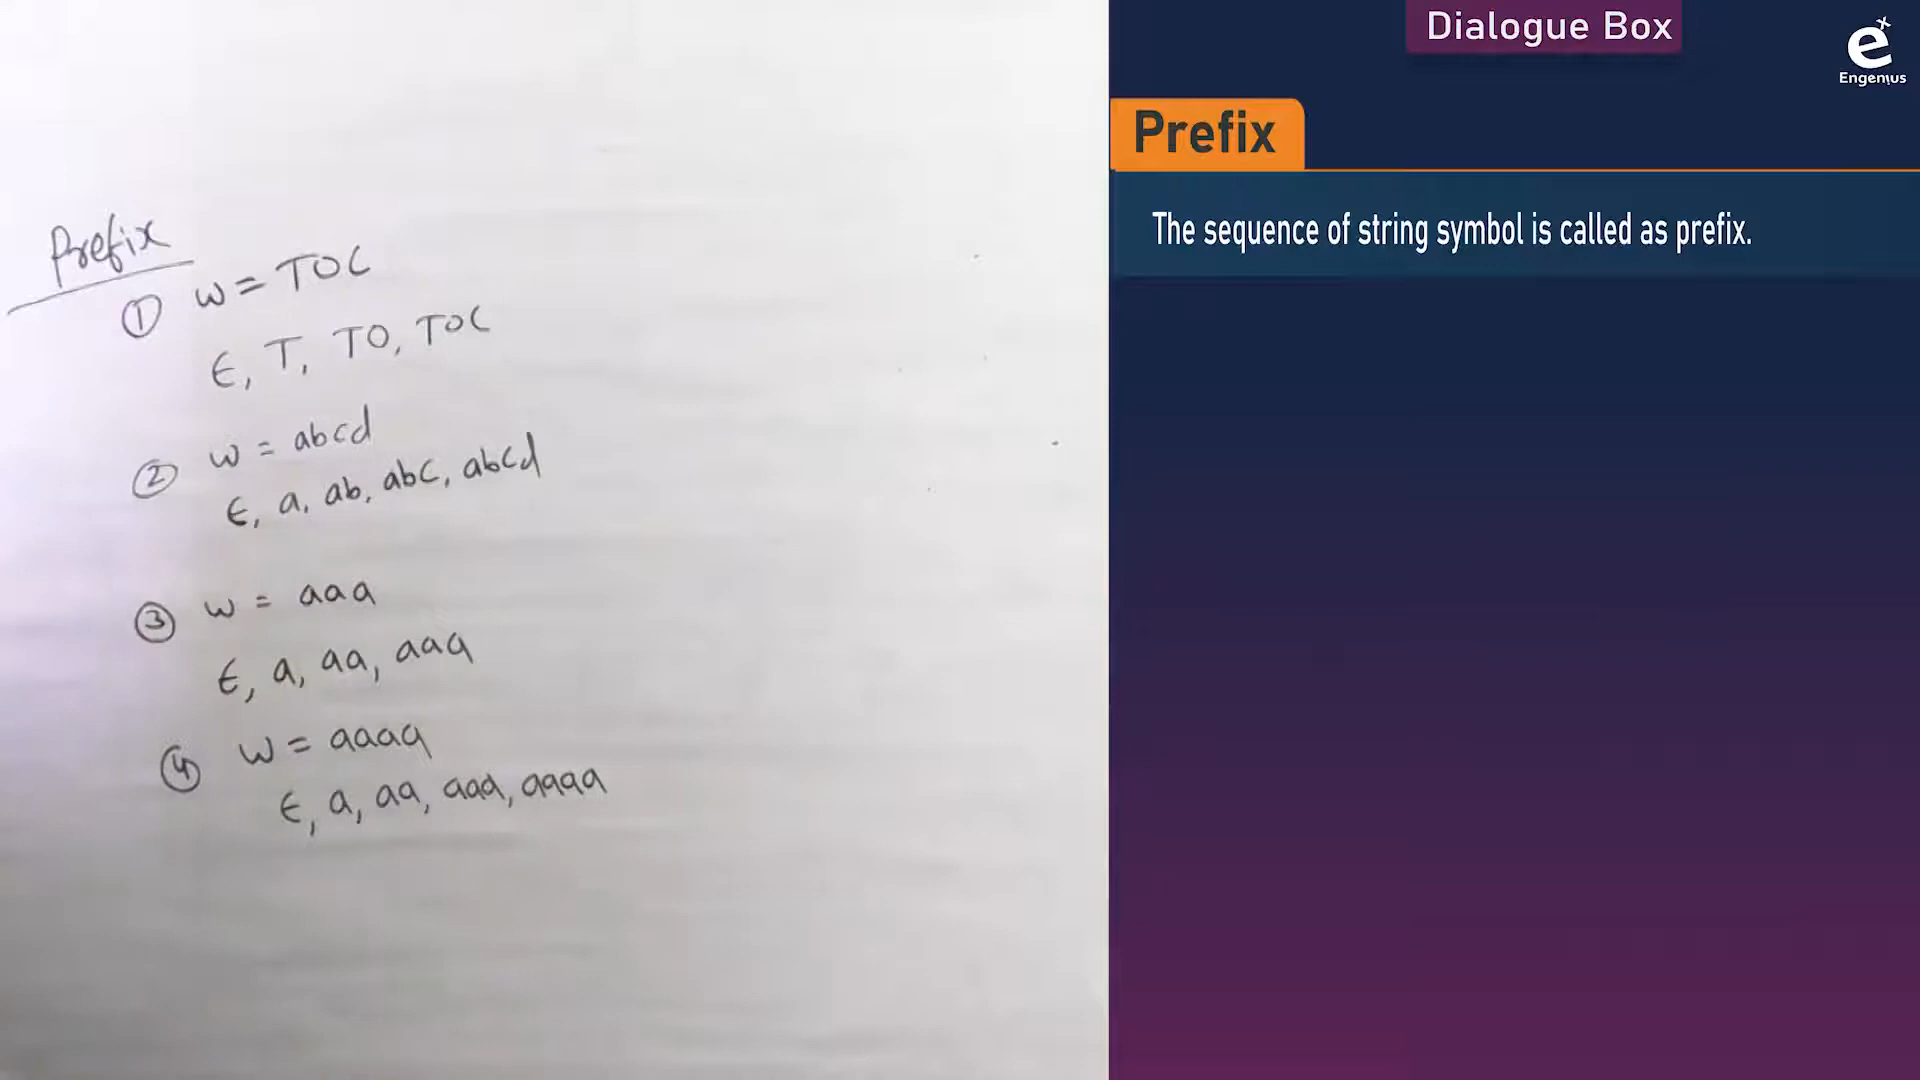 Prefix
① w = TOC
ϵ, T, TO, TOC
② w = abcd
ϵ, a, ab, abc, abcd
③ w = aaa
ϵ, a, aa, aaa
④ w = aaaa
ϵ, a, aa, aaa, aaaa
Dialogue Box
ex
Engenius
Prefix
The sequence of string symbol is called as prefix.